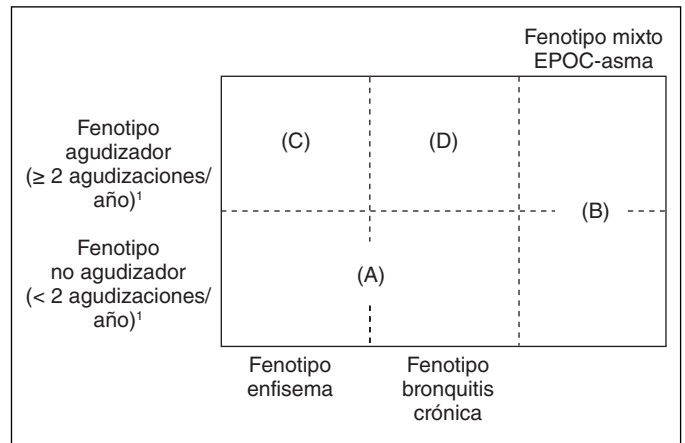 Fenotipo mixto
EPOC-asma
Fenotipo
agudizador
(≥ 2 agudizaciones/
año)¹
(C)
(D)
(B)
Fenotipo
no agudizador
(< 2 agudizaciones/
año)¹
(A)
Fenotipo
enfisema
Fenotipo
bronquitis
crónica